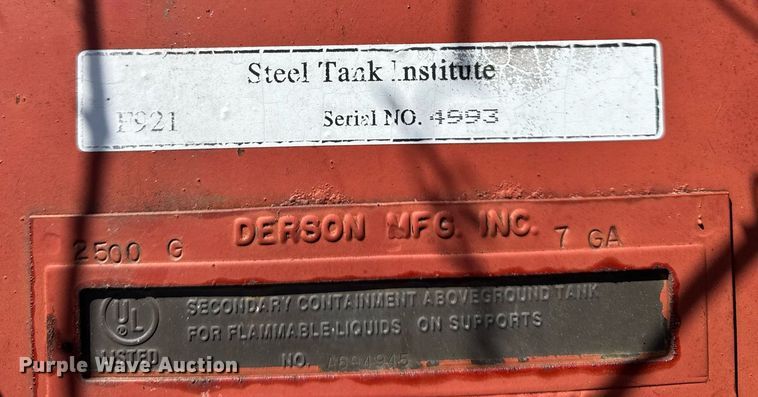 Steel Tank Institute
F921 Serial NO. 4993
DERSON MFG. INC.
2500 G 7 GA
UL
SECONDARY CONTAINMENT ABOVEGROUND TANK
FOR FLAMMABLE LIQUIDS ON SUPPORTS
LISTED NO. A694945
Purple Wave Auction